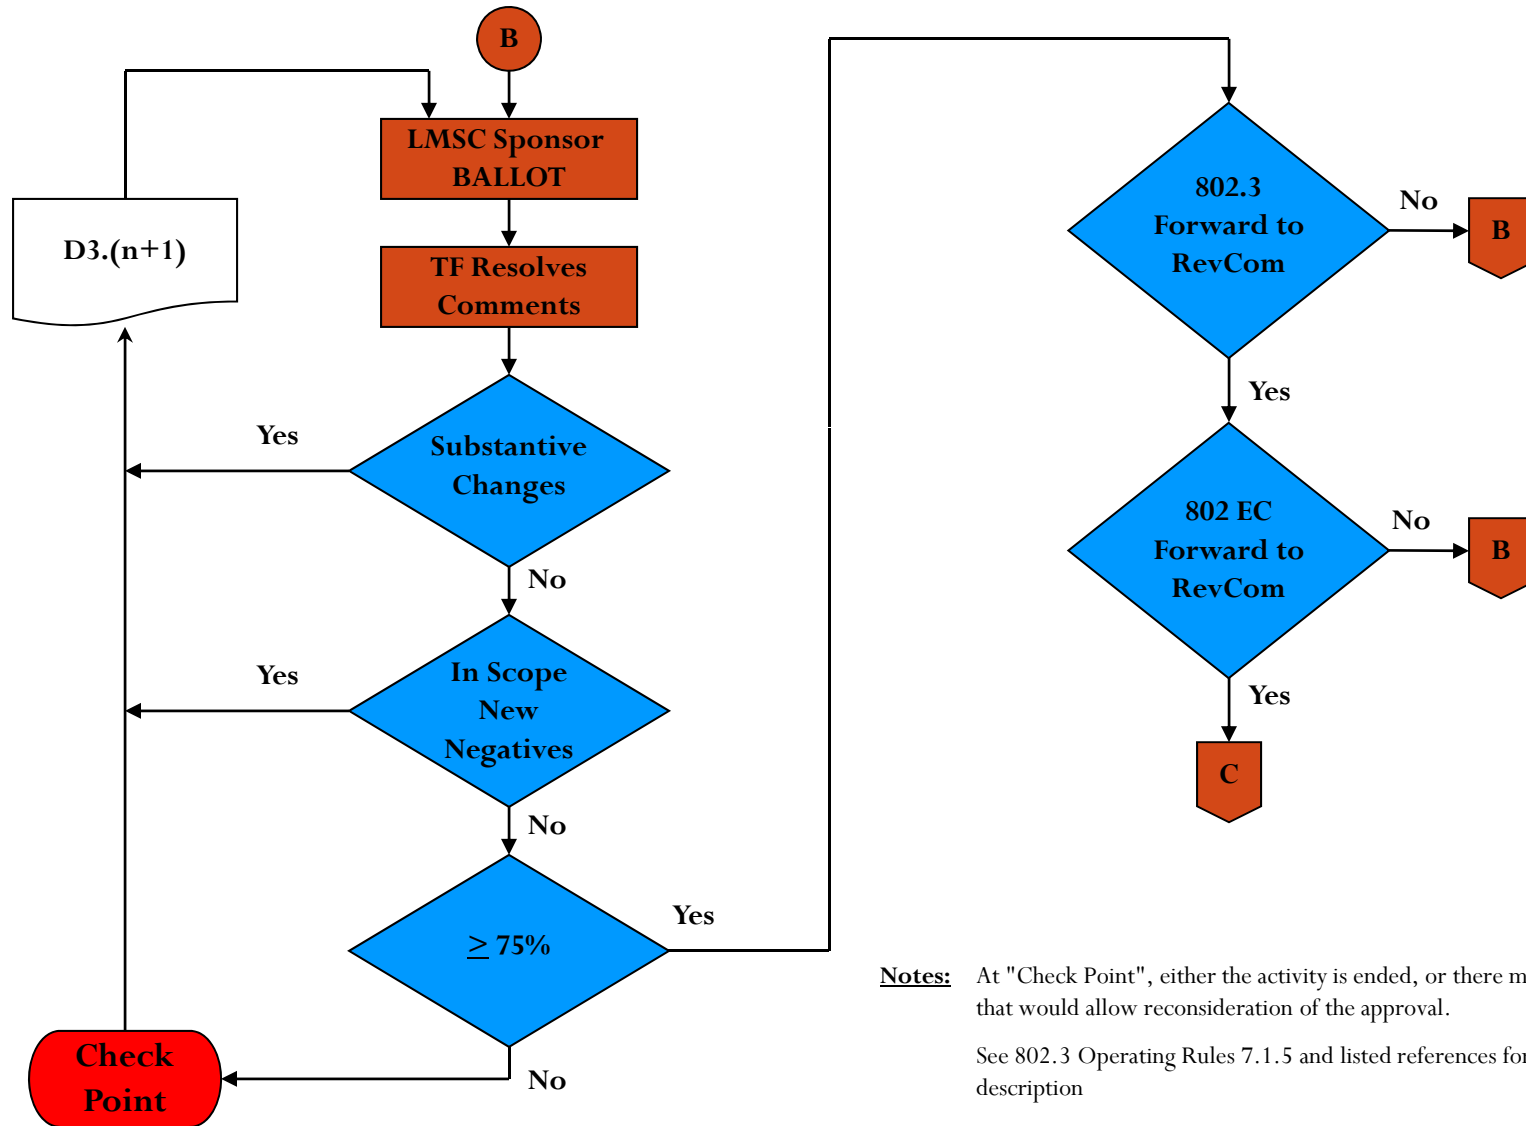 B
LMSC Sponsor
BALLOT
D3.(n+1)
TF Resolves
Comments
Substantive
Changes
Yes
No
In Scope
New
Negatives
Yes
No
≥ 75%
Yes
No
Check
Point
802.3
Forward to
RevCom
No
B
Yes
802 EC
Forward to
RevCom
No
B
Yes
C
Notes: At "Check Point", either the activity is ended, or there
that would allow reconsideration of the approval.
See 802.3 Operating Rules 7.1.5 and listed references for
description